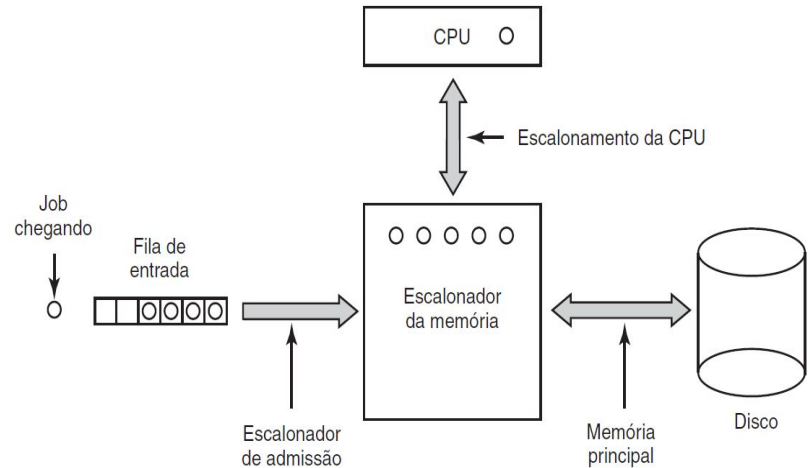 CPU
Escalonamento da CPU
Job
chegando
Fila de
entrada
Escalonador
da memória
Escalonador
de admissão
Memória
principal
Disco